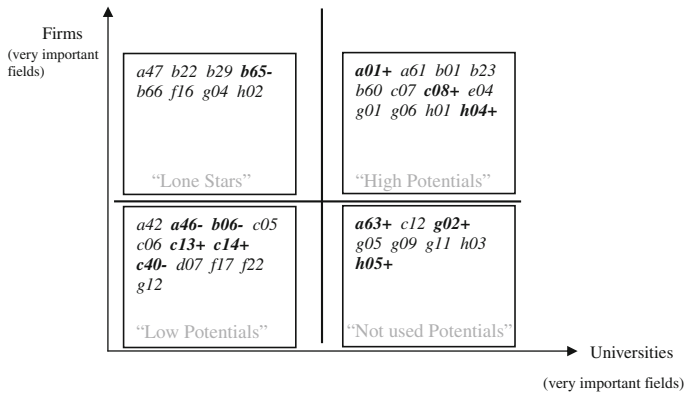 Firms
(very important
fields)
a47 b22 b29 b65-
b66 f16 g04 h02
"Lone Stars"
a01+ a61 b01 b23
b60 c07 c08+ e04
g01 g06 h01 h04+
"High Potentials"
a42 a46- b06- c05
c06 c13+ c14+
c40- d07 f17 f22
g12
"Low Potentials"
a63+ c12 g02+
g05 g09 g11 h03
h05+
"Not used Potentials"
Universities
(very important fields)